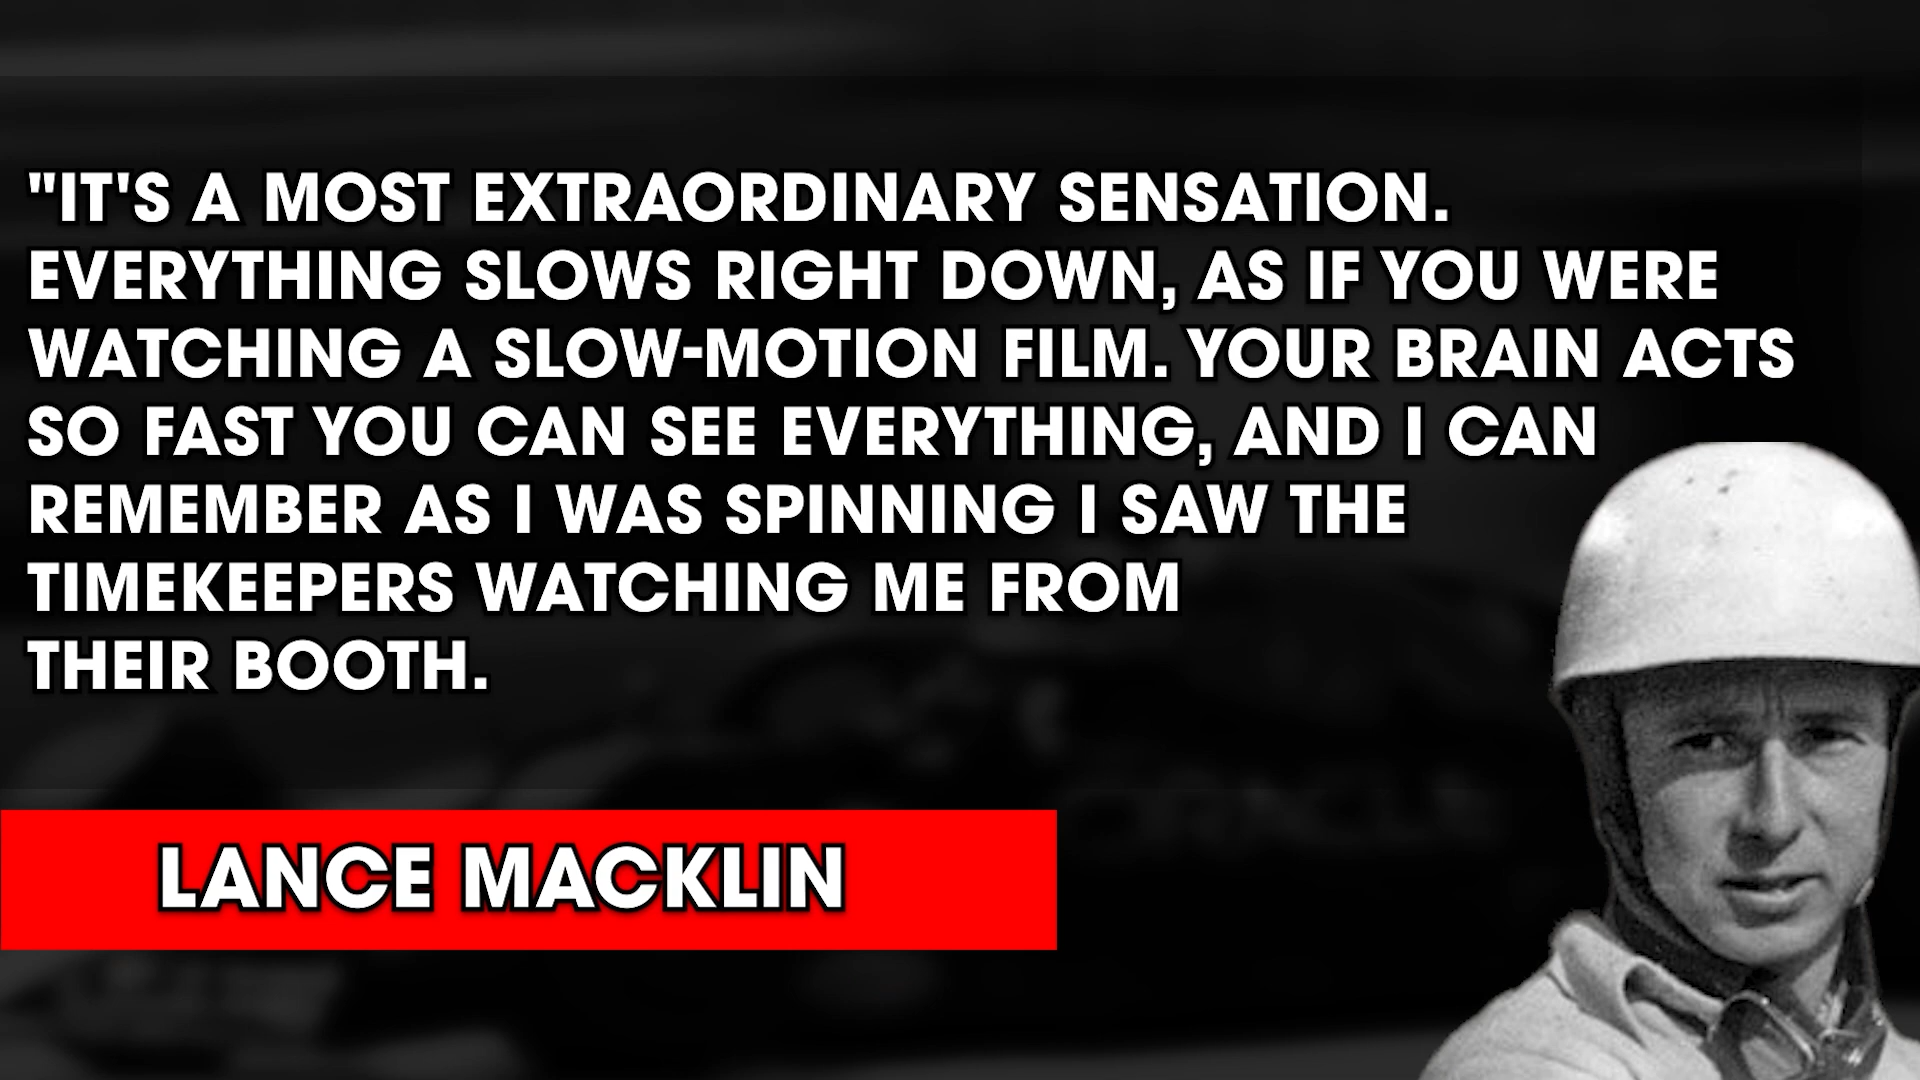 "IT'S A MOST EXTRAORDINARY SENSATION.
EVERYTHING SLOWS RIGHT DOWN, AS IF YOU WERE
WATCHING A SLOW-MOTION FILM. YOUR BRAIN ACTS
SO FAST YOU CAN SEE EVERYTHING, AND I CAN
REMEMBER AS I WAS SPINNING I SAW THE
TIMEKEEPERS WATCHING ME FROM
THEIR BOOTH.
LANCE MACKLIN
ORACLE